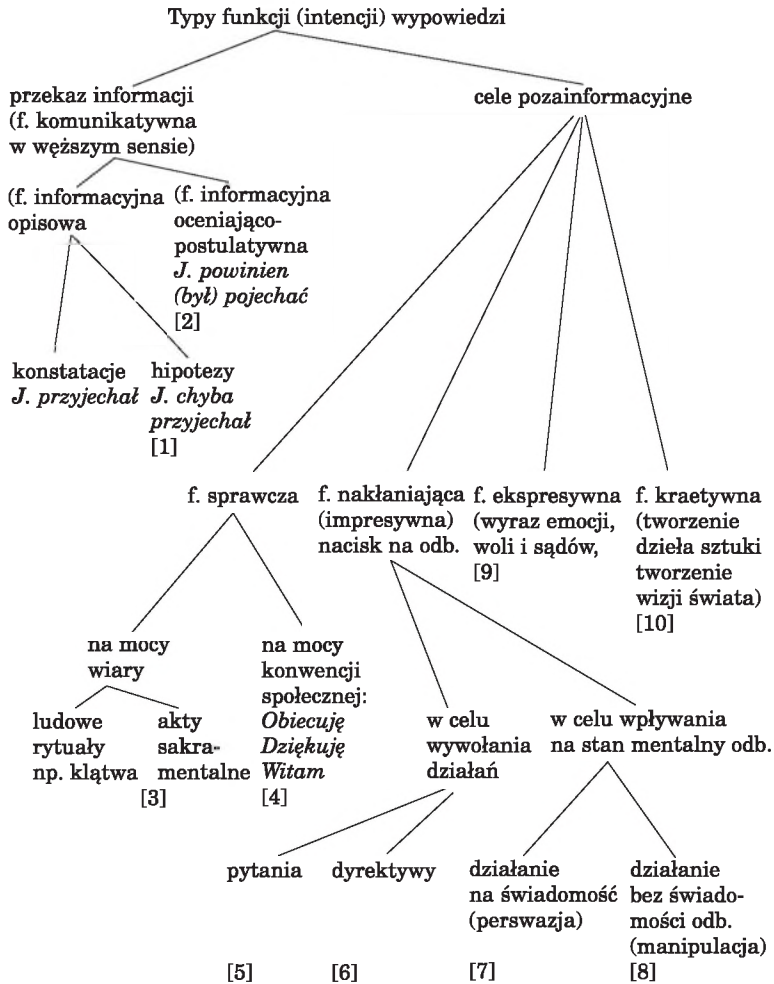 Typy funkcji (intencji) wypowiedzi
przekaz informacji
(f. komunikatywna
w węższym sensie)
cele pozainformacyjne
(f. informacyjna
opisowa
(f. informacyjna
oceniająco-
postulatywna
J. powinien
(był) pojechać
[2]
konstatacje
J. przyjechał
hipotezy
J. chyba
przyjechał
[1]
f. sprawcza
f. nakłaniająca
(impresywna)
nacisk na odb.
f. ekspresywna
(wyraz emocji,
woli i sądów,
[9]
f. kraetywna
(tworzenie
dzieła sztuki
tworzenie
wizji świata)
[10]
na mocy
wiary
na mocy
konwencji
społecznej:
Obiecuję
Dziękuję
Witam
[4]
ludowe
rytuały
np. klątwa
akty
sakra-
mentalne
[3]
w celu
wywołania
działań
w celu wpływania
na stan mentalny odb.
pytania
[5]
dyrektywy
[6]
działanie
na świadomość
(perswazja)
[7]
działanie
bez świado-
mości odb.
(manipulacja)
[8]